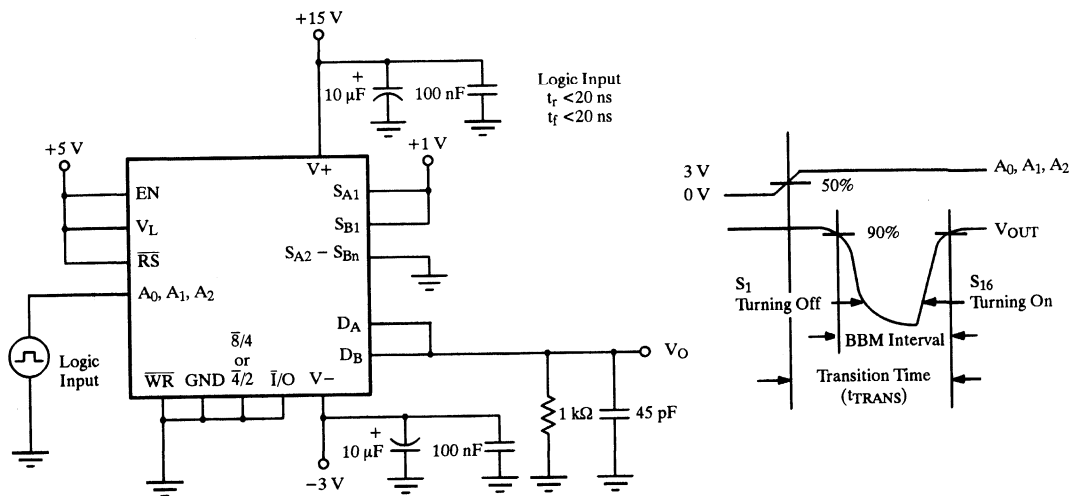 +15 V
+
10 μF
100 nF
Logic Input
tr <20 ns
tf <20 ns
+5 V
+1 V
V+
EN
VL
R̅S̅
A0, A1, A2
SA1
SB1
SA2 – SBn
DA
DB
VO
8̅/4
or
4̅/2
W̅R̅
GND
I̅/O
V–
Logic
Input
+
10 μF
100 nF
–3 V
1 kΩ
45 pF
3 V
0 V
50%
A0, A1, A2
90%
VOUT
S1
Turning Off
S16
Turning On
BBM Interval
Transition Time
(tTRANS)